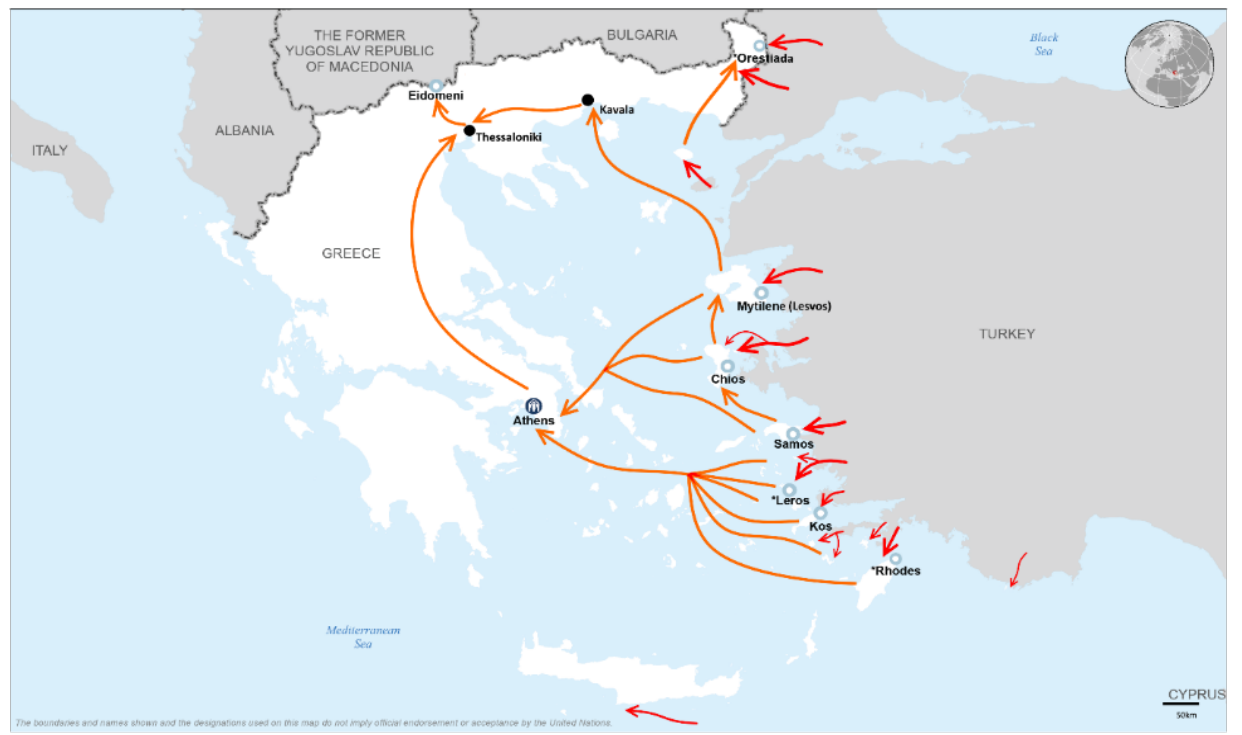 THE FORMER
YUGOSLAV REPUBLIC
OF MACEDONIA
BULGARIA
Black
Sea
*Orestiada
Eidomeni
Kavala
ALBANIA
Thessaloniki
ITALY
GREECE
Mytilene (Lesvos)
TURKEY
Chios
Athens
Samos
*Leros
Kos
*Rhodes
Mediterranean
Sea
CYPRUS
50km
The boundaries and names shown and the designations used on this map do not imply official endorsement or acceptance by the United Nations.